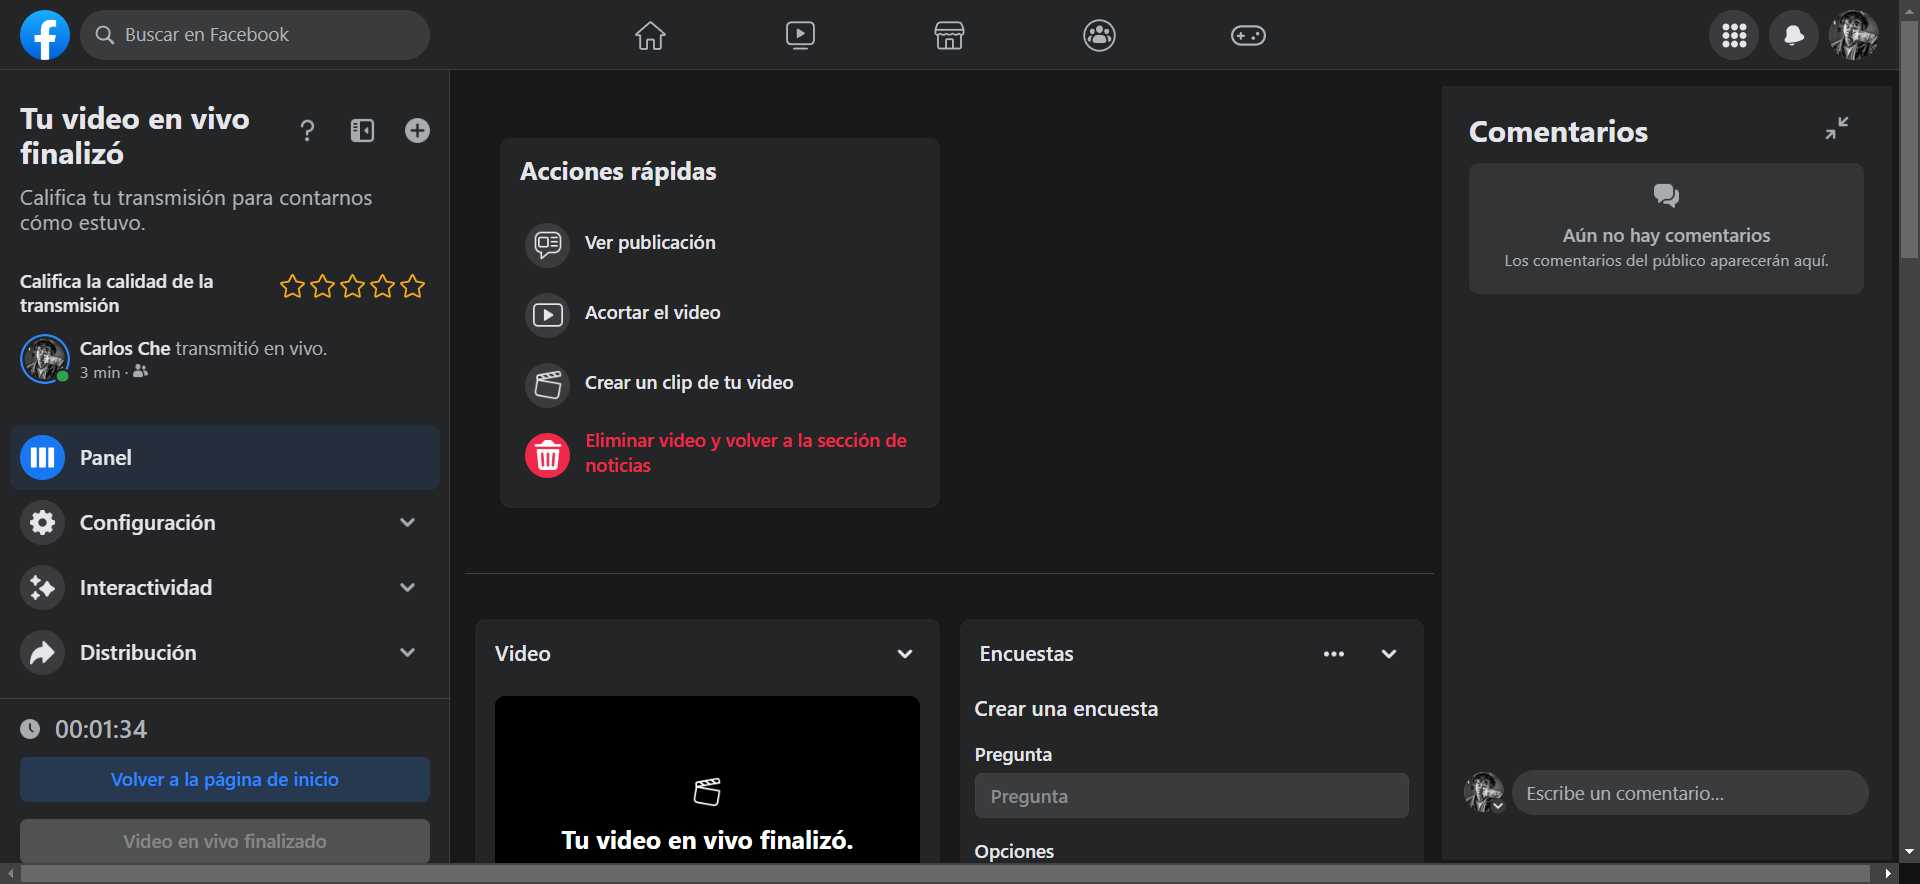 Buscar en Facebook
Tu video en vivo
finalizó
Califica tu transmisión para contarnos
cómo estuvo.
Califica la calidad de la
transmisión
Carlos Che transmitió en vivo.
3 min ·
Panel
Configuración
Interactividad
Distribución
00:01:34
Volver a la página de inicio
Video en vivo finalizado
Acciones rápidas
Ver publicación
Acortar el video
Crear un clip de tu video
Eliminar video y volver a la sección de
noticias
Video
Tu video en vivo finalizó.
Encuestas
Crear una encuesta
Pregunta
Pregunta
Opciones
Comentarios
Aún no hay comentarios
Los comentarios del público aparecerán aquí.
Escribe un comentario...